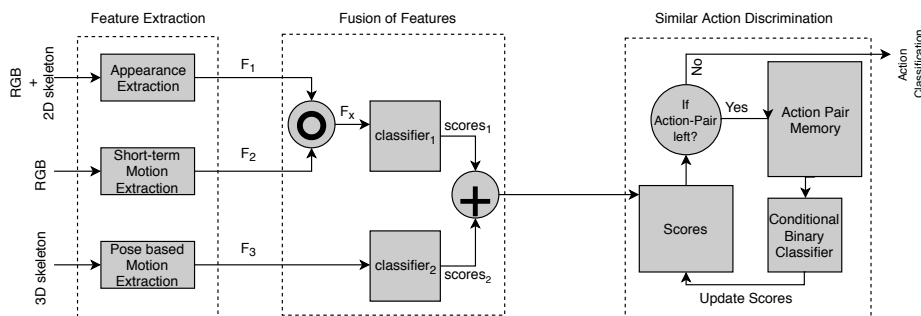 Feature Extraction
Fusion of Features
Similar Action Discrimination
RGB
+
2D skeleton
Appearance
Extraction
F1
RGB
Short-term
Motion
Extraction
F2
3D skeleton
Pose based
Motion
Extraction
F3
Fx
classifier1
scores1
classifier2
scores2
Scores
If
Action-Pair
left?
No
Yes
Action Pair
Memory
Conditional
Binary
Classifier
Update Scores
Action
Classification